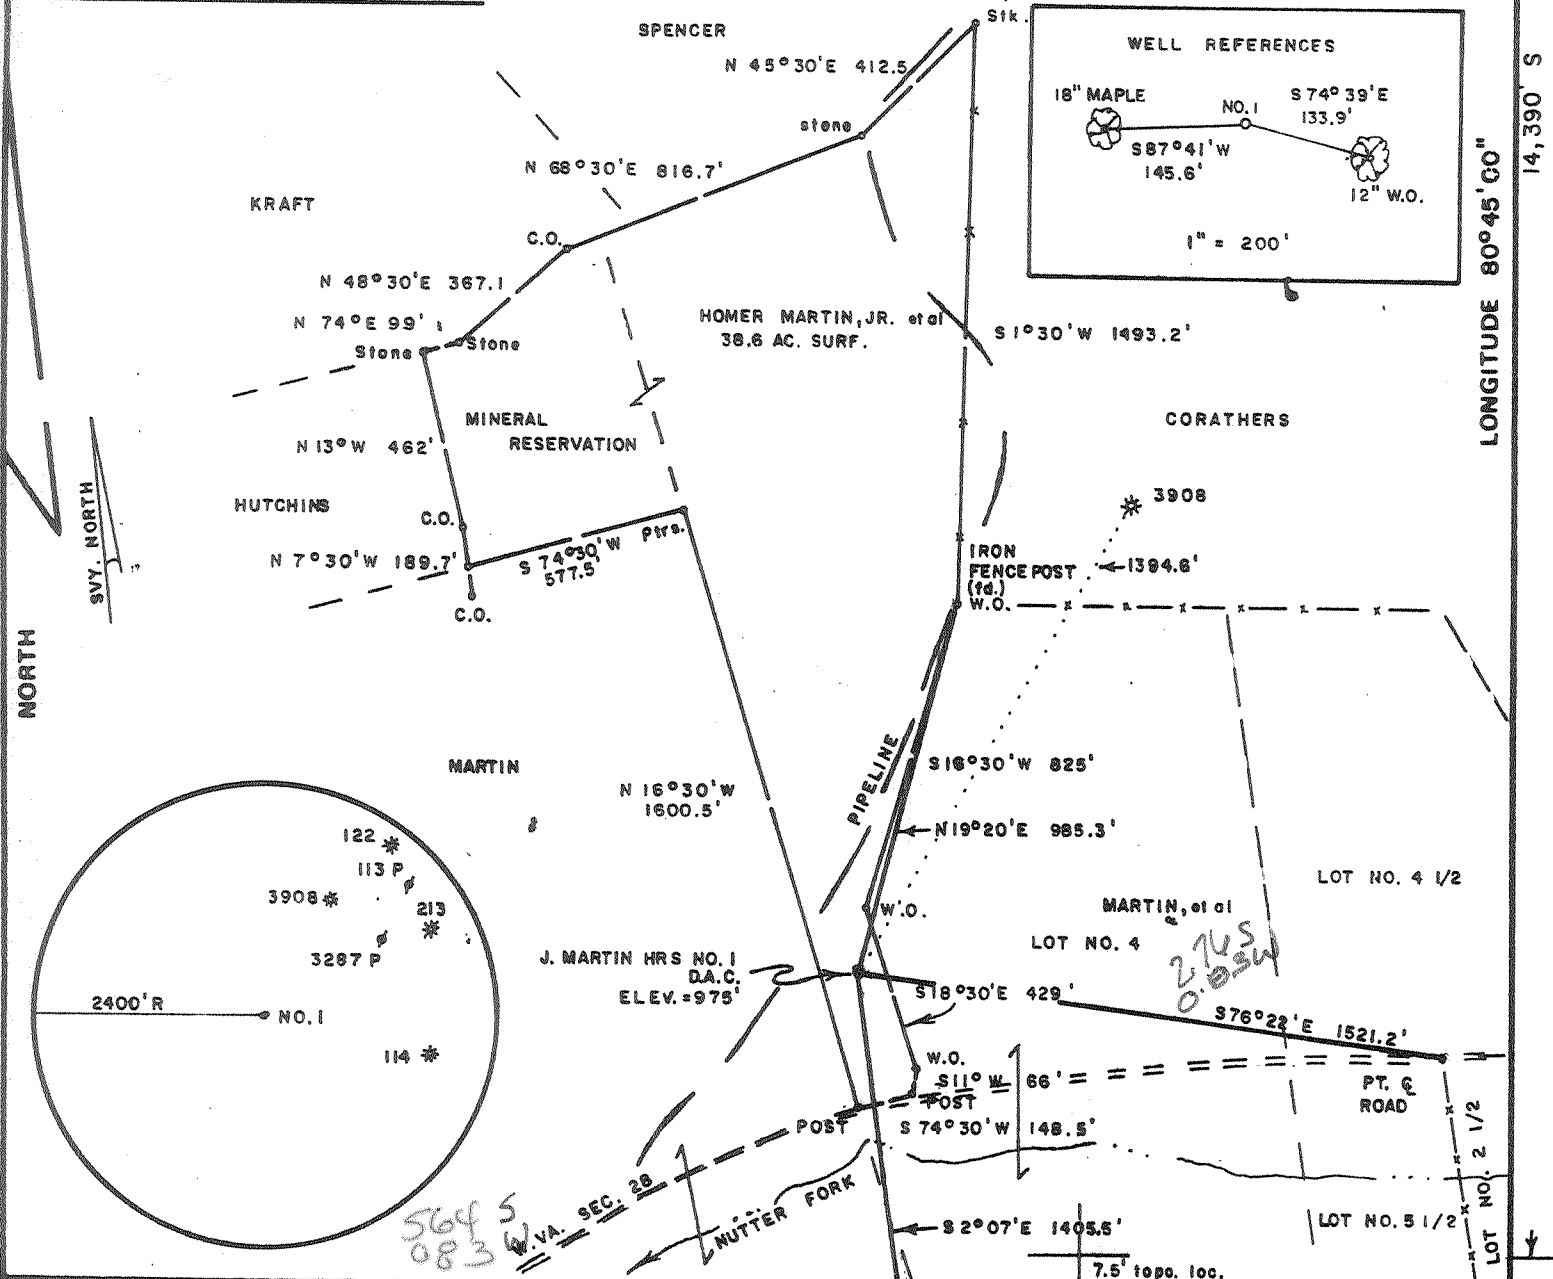 SPENCER
Stk.
N 45°30'E 412.5
stone
N 68°30'E 816.7'
KRAFT
C.O.
N 48°30'E 367.1
N 74°E 99'
Stone
Stone
HOMER MARTIN, JR. et al
38.6 AC. SURF.
S 1°30'W 1493.2'
WELL REFERENCES
18" MAPLE
NO. 1
S 74° 39'E
133.9'
S 87°41'W
145.6'
12" W.O.
1" = 200'
LONGITUDE 80°45'00"
14,390' S
MINERAL
RESERVATION
N 13°W 462'
CORATHERS
HUTCHINS
C.O.
3908
Ptrs.
S 74°30'W
577.5'
N 7°30'W 189.7'
C.O.
IRON
FENCE POST
(fd.)
W.O.
1394.6'
SVY. NORTH
NORTH
MARTIN
N 16°30'W
1600.5'
PIPELINE
S 16°30'W 825'
N 19°20'E 985.3'
LOT NO. 4 1/2
W.O.
MARTIN, et al
LOT NO. 4
122
113 P
3908
213
3287 P
2400'R
NO. 1
114
J. MARTIN HRS NO. 1
D.A.C.
ELEV.=975'
S 18°30'E 429'
S 76°22'E 1521.2'
W.O.
S 11° W 66'
POST
PT. ℄
ROAD
POST
S 74°30'W 148.5'
W.VA. SEC. 28
NUTTER FORK
564 S
083 W
S 2°07'E 1405.5'
LOT NO. 5 1/2
LOT NO. 2 1/2
7.5' topo. loc.